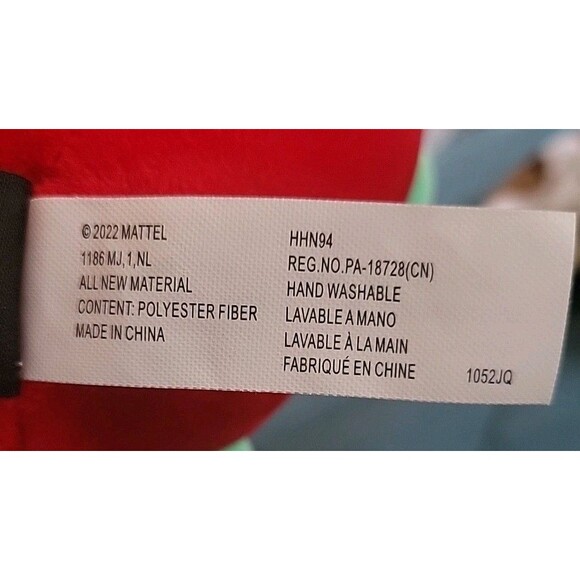 © 2022 MATTEL
1186 MJ,1,NL
ALL NEW MATERIAL
CONTENT: POLYESTER FIBER
MADE IN CHINA
HHN94
REG.NO.PA-18728(CN)
HAND WASHABLE
LAVABLE A MANO
LAVABLE À LA MAIN
FABRIQUÉ EN CHINE
1052JQ